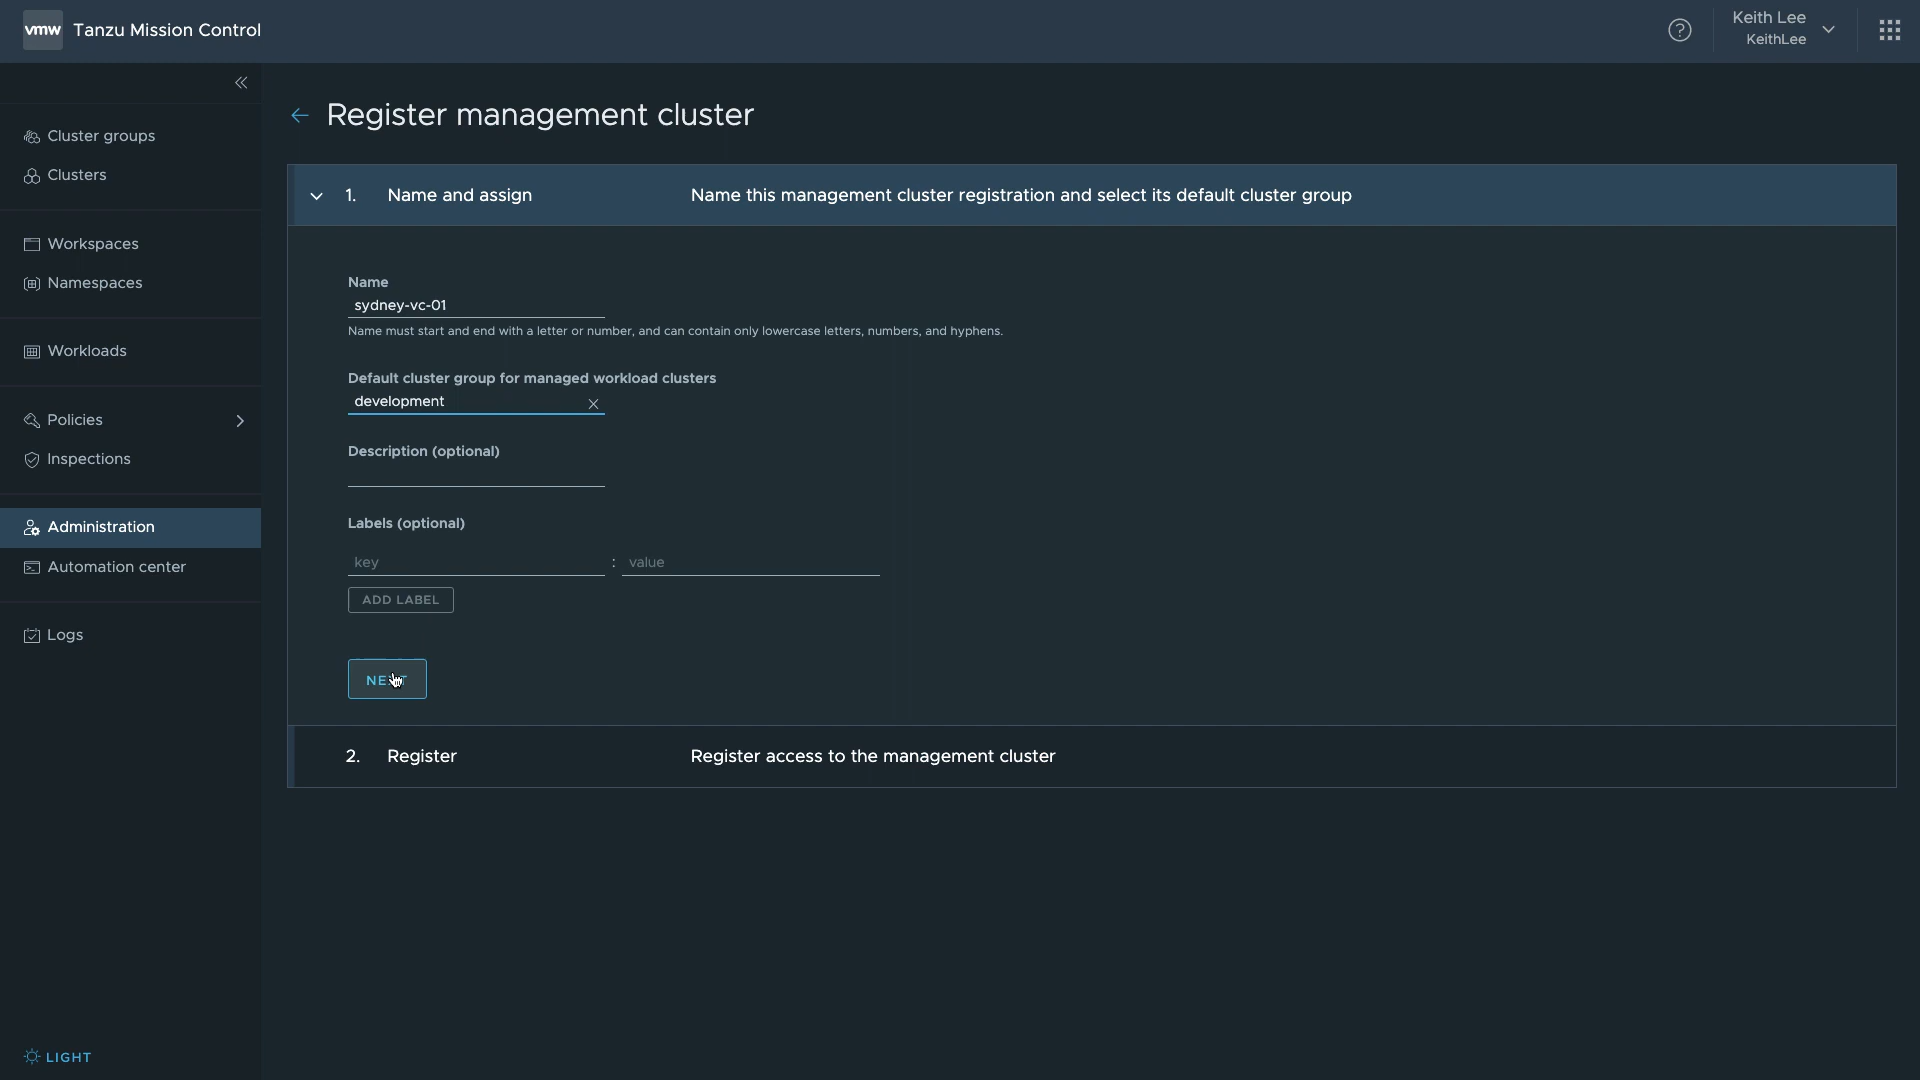 vmw Tanzu Mission Control
Keith Lee
KeithLee
Cluster groups
Clusters
Workspaces
Namespaces
Workloads
Policies
Inspections
Administration
Automation center
Logs
LIGHT
Register management cluster
1. Name and assign Name this management cluster registration and select its default cluster group
Name
sydney-vc-01
Name must start and end with a letter or number, and can contain only lowercase letters, numbers, and hyphens.
Default cluster group for managed workload clusters
development
Description (optional)
Labels (optional)
key : value
ADD LABEL
NEXT
2. Register Register access to the management cluster